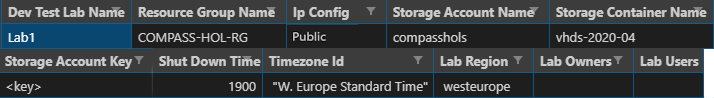 Dev Test Lab Name Resource Group Name Ip Config Storage Account Name Storage Container Name
Lab1 COMPASS-HOL-RG Public compasshols vhds-2020-04
Storage Account Key Shut Down Time Timezone Id Lab Region Lab Owners Lab Users
<key> 1900 "W. Europe Standard Time" westeurope